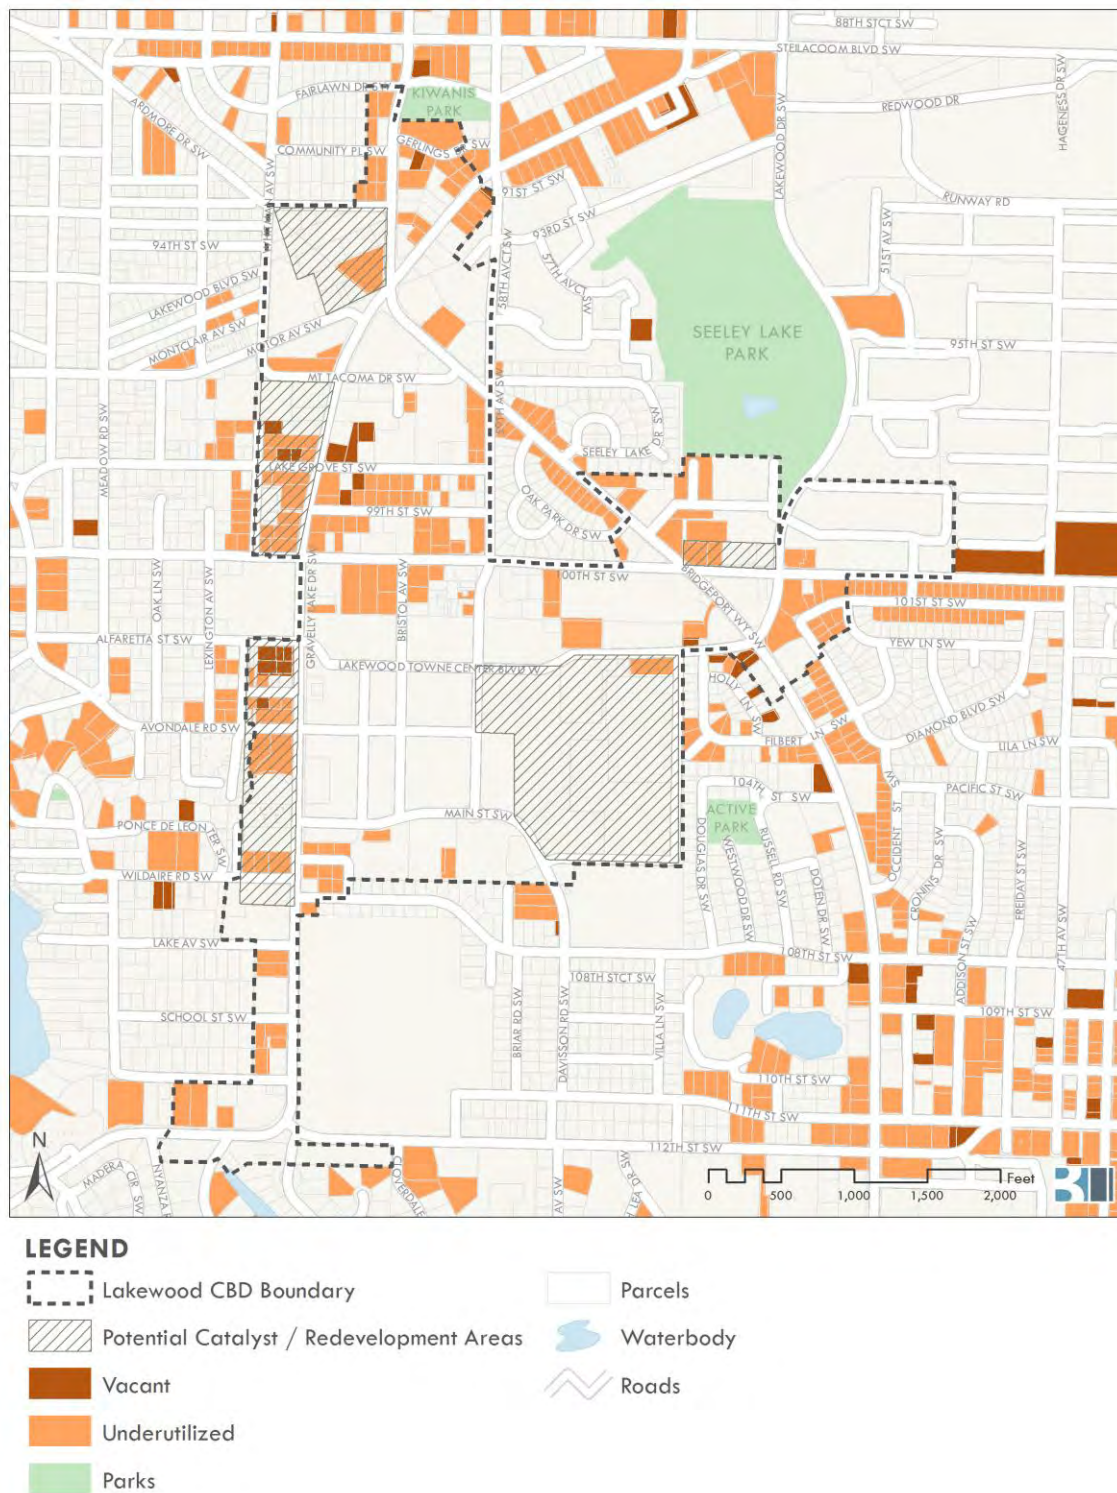 88TH STCT SW
STEILACOOM BLVD SW
FAIRLAWN DR SW
KIWANIS
PARK
ARDMORE DR SW
REDWOOD DR
HAGENESS DR SW
LAKEWOOD DR SW
COMMUNITY PL SW
GERLINGS DR SW
91ST ST SW
RUNWAY RD
93RD ST SW
94TH ST SW
58TH AVCT SW
57TH AVCT SW
51ST AV SW
LAKEWOOD BLVD SW
MONTCLAIR AV SW
MOTOR AV SW
SEELEY LAKE
PARK
95TH ST SW
MT TACOMA DR SW
MEADOW RD SW
SEELEY LAKE DR SW
LAKE GROVE ST SW
OAK PARK DR SW
99TH ST SW
100TH ST SW
BRIDGEPORT WY SW
OAK LN SW
LEXINGTON AV SW
GRAVELLY LAKE DR SW
BRISTOL AV SW
101ST ST SW
ALFARETTA ST SW
YEW LN SW
LAKEWOOD TOWNE CENTER BLVD W
HOLLY LN SW
AVONDALE RD SW
FILBERT LN SW
DIAMOND BLVD SW
LILA LN SW
104TH ST SW
PACIFIC ST SW
ACTIVE
PARK
MAIN ST SW
PONCE DE LEON TER SW
DOUGLAS DR SW
WESTWOOD DR SW
RUSSELL RD SW
DOTEN DR SW
OCCIDENT ST SW
CRONINS DR SW
FREIDAY ST SW
47TH AV SW
WILDAIRE RD SW
ADDISON ST SW
LAKE AV SW
108TH ST SW
108TH STCT SW
SCHOOL ST SW
BRIAR RD SW
DAVISSON RD SW
VILLA LN SW
109TH ST SW
110TH ST SW
111TH ST SW
112TH ST SW
N
MADERA CIR SW
NYANZA
CLOVERDALE
AV SW
LEA DR SW
Feet
0 500 1,000 1,500 2,000
LEGEND
Lakewood CBD Boundary
Potential Catalyst / Redevelopment Areas
Vacant
Underutilized
Parks
Parcels
Waterbody
Roads